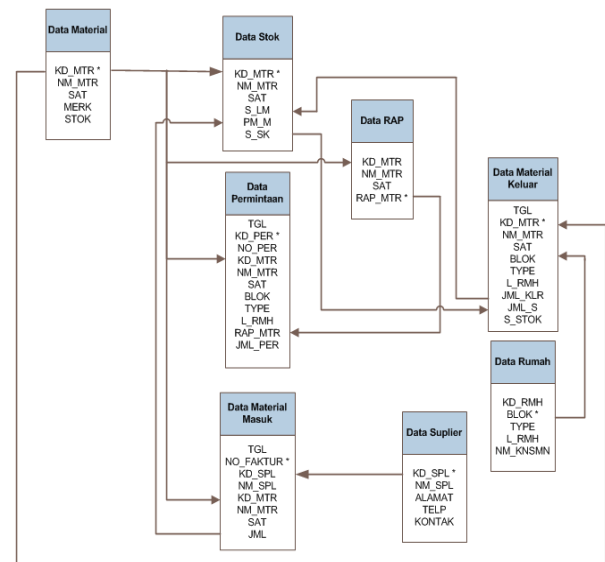 Data Material
KD_MTR *
NM_MTR
SAT
MERK
STOK
Data Stok
KD_MTR *
NM_MTR
SAT
S_LM
PM_M
S_SK
Data RAP
KD_MTR
NM_MTR
SAT
RAP_MTR *
Data Material
Keluar
TGL
KD_MTR *
NM_MTR
SAT
BLOK
TYPE
L_RMH
JML_KLR
JML_S
S_STOK
Data
Permintaan
TGL
KD_PER *
NO_PER
KD_MTR
NM_MTR
SAT
BLOK
TYPE
L_RMH
RAP_MTR
JML_PER
Data Rumah
KD_RMH
BLOK *
TYPE
L_RMH
NM_KNSMN
Data Material
Masuk
TGL
NO_FAKTUR *
KD_SPL
NM_SPL
KD_MTR
NM_MTR
SAT
JML
Data Suplier
KD_SPL *
NM_SPL
ALAMAT
TELP
KONTAK